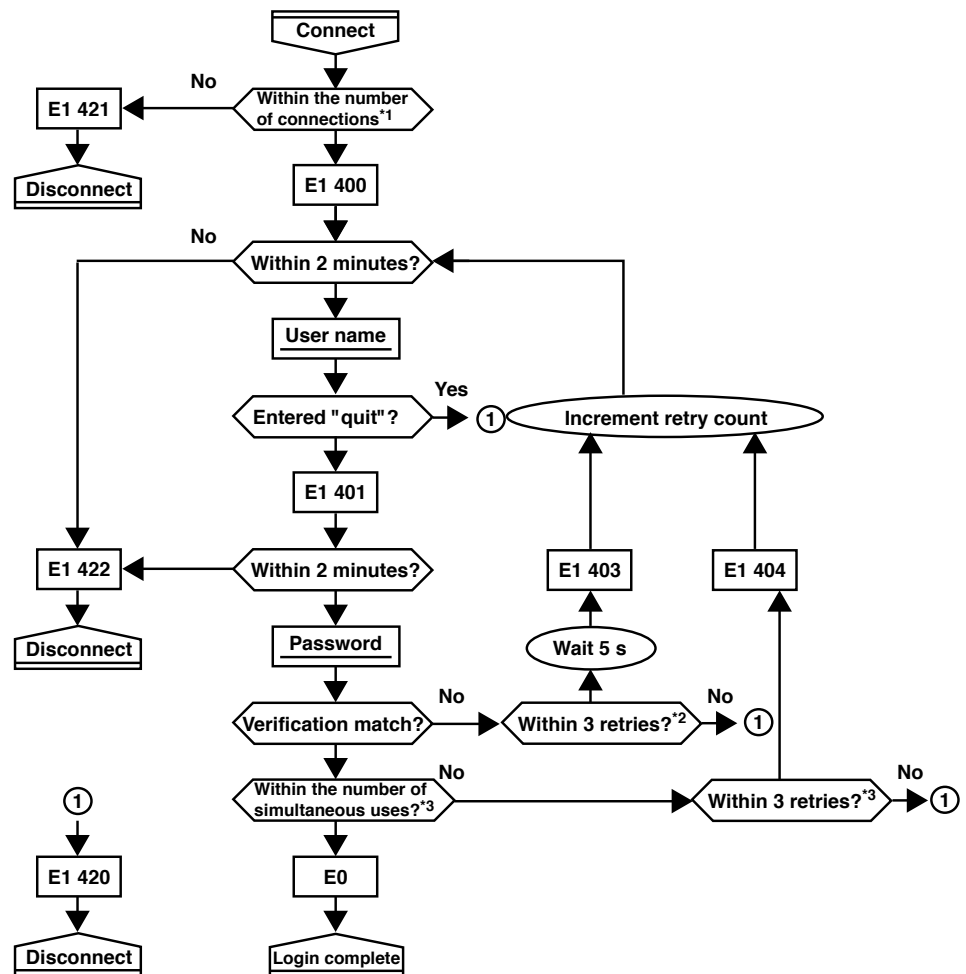 Connect
No
Within the number
of connections*1
E1 421
Disconnect
E1 400
No
Within 2 minutes?
User name
Yes
Entered "quit"?
1
Increment retry count
E1 401
E1 422
Within 2 minutes?
E1 403
E1 404
Disconnect
Password
Wait 5 s
No
No
Verification match?
Within 3 retries?*2
1
No
Within the number of
simultaneous uses?*3
No
Within 3 retries?*3
1
1
E1 420
E0
Disconnect
Login complete